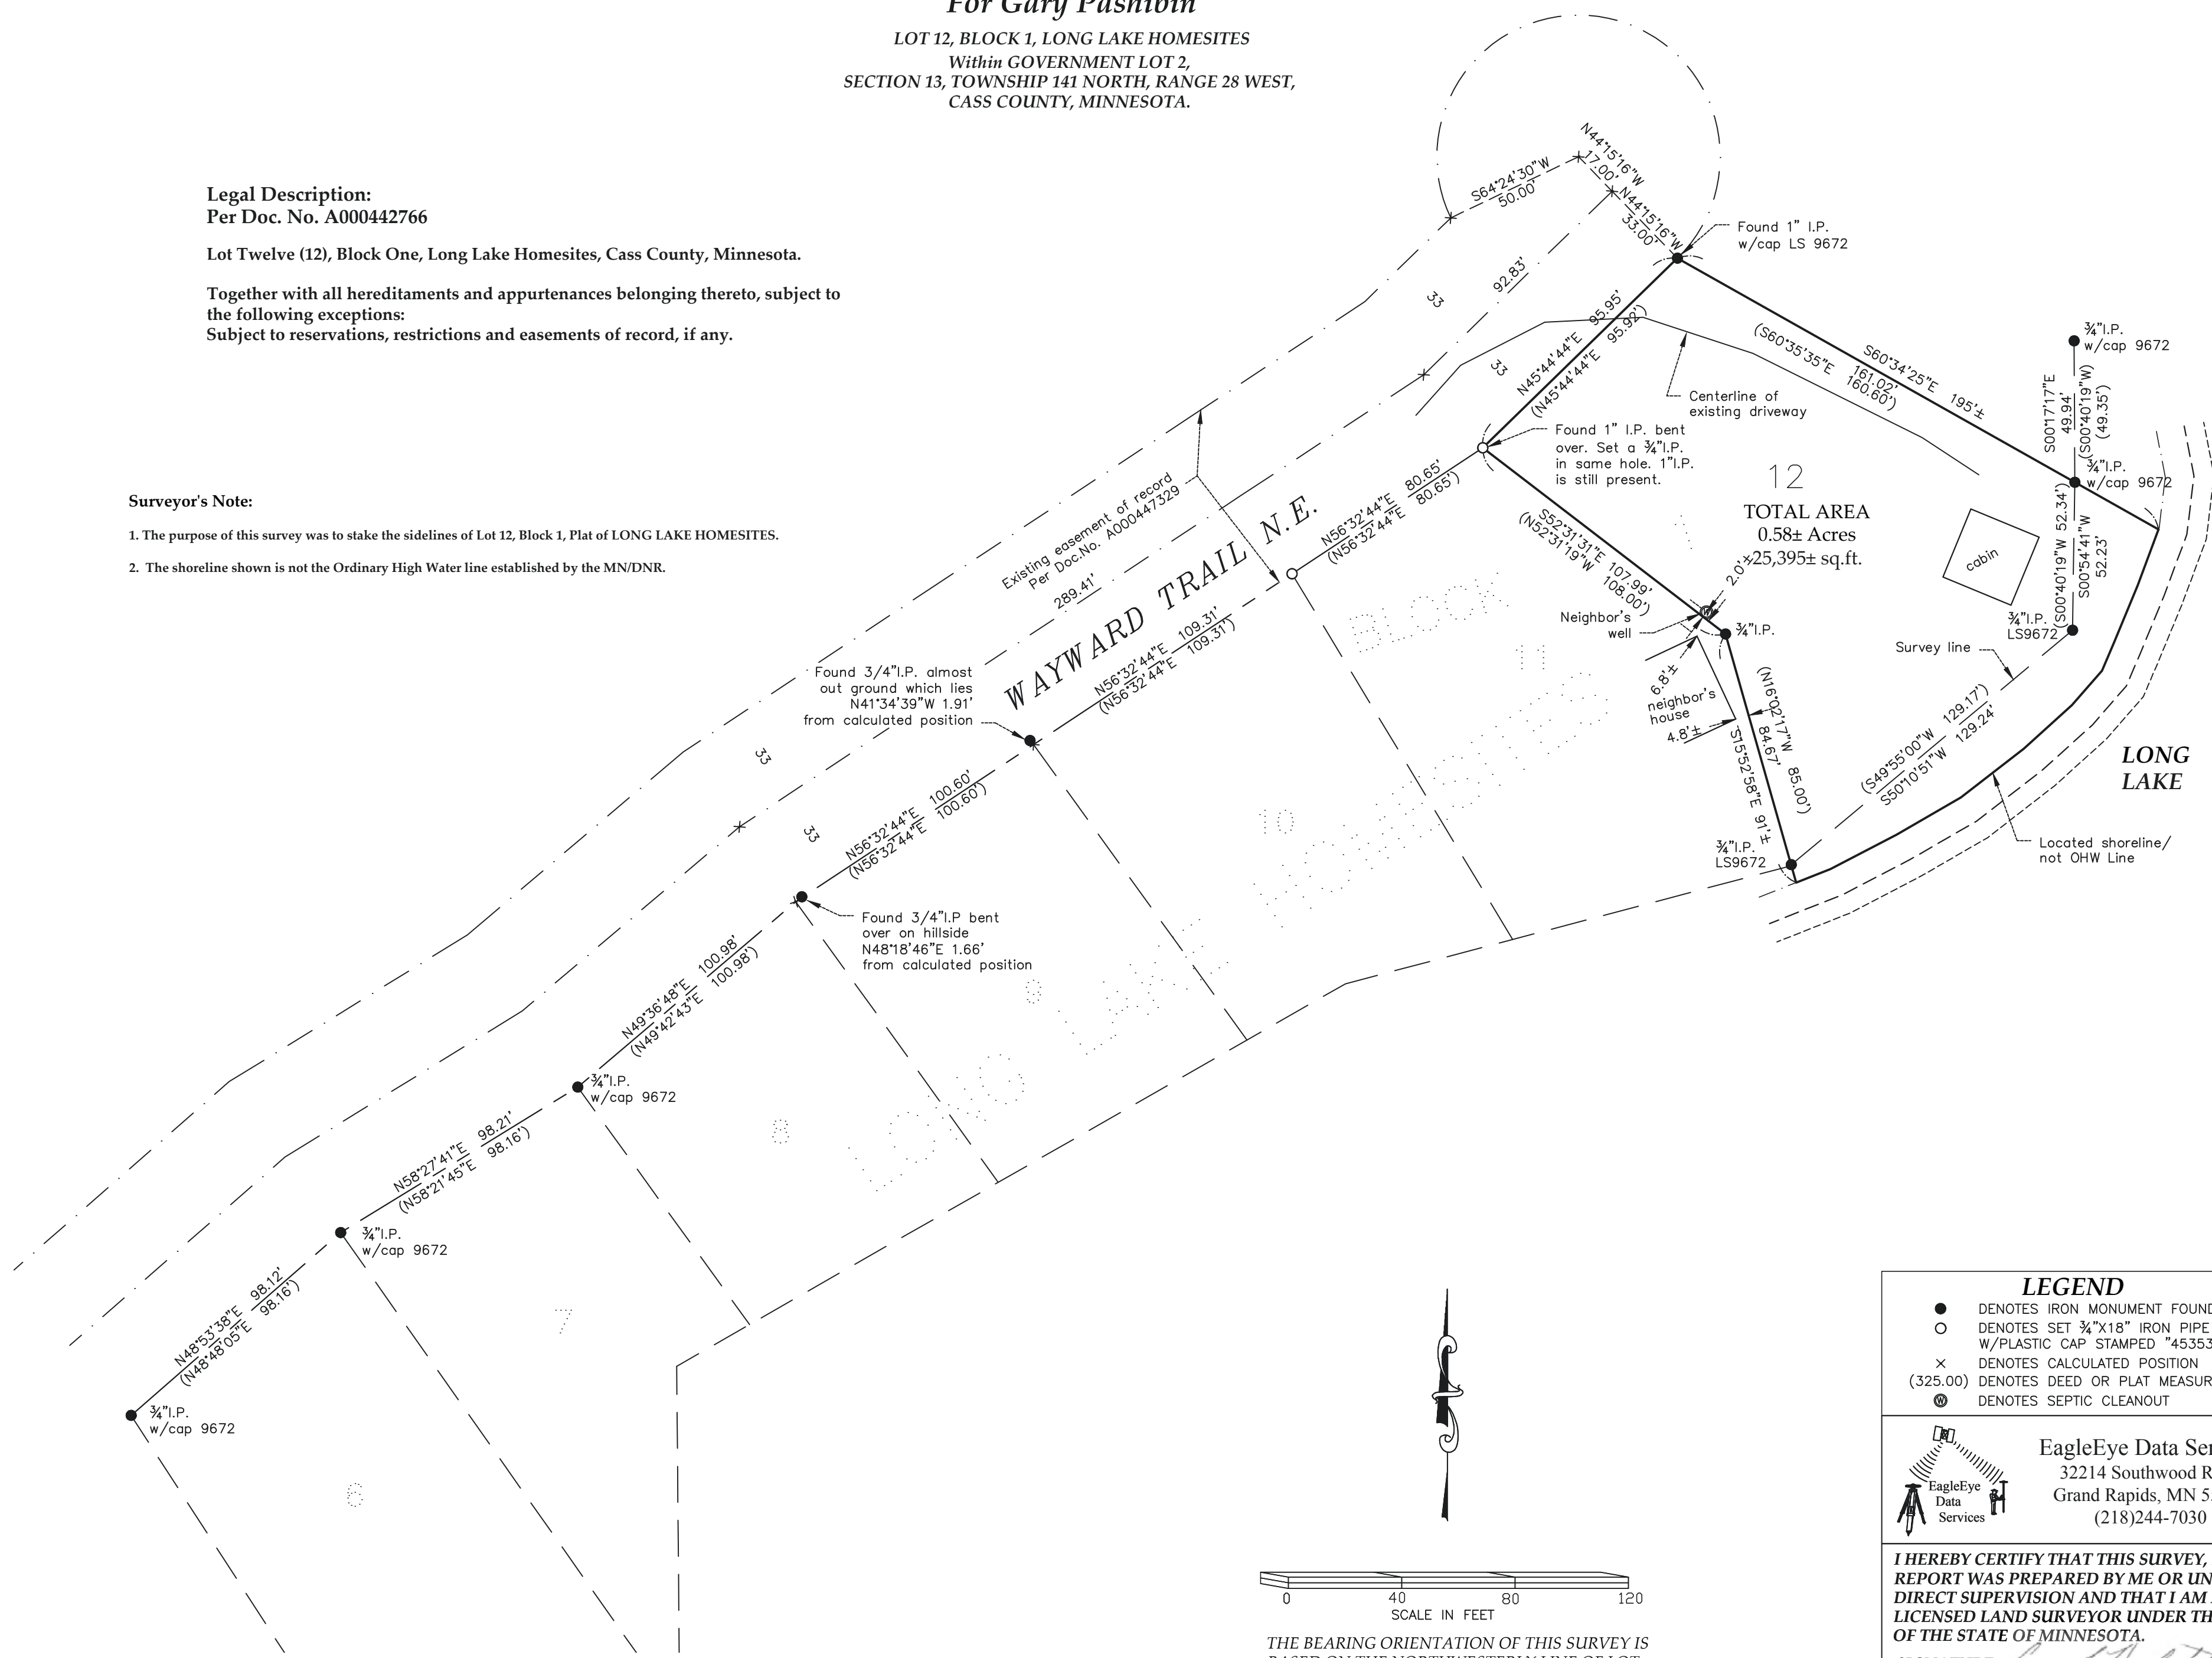 For Gary Pashibin
LOT 12, BLOCK 1, LONG LAKE HOMESITES
Within GOVERNMENT LOT 2,
SECTION 13, TOWNSHIP 141 NORTH, RANGE 28 WEST,
CASS COUNTY, MINNESOTA.
Legal Description:
Per Doc. No. A000442766
Lot Twelve (12), Block One, Long Lake Homesites, Cass County, Minnesota.
Together with all hereditaments and appurtenances belonging thereto, subject to
the following exceptions:
Subject to reservations, restrictions and easements of record, if any.
Surveyor's Note:
1. The purpose of this survey was to stake the sidelines of Lot 12, Block 1, Plat of LONG LAKE HOMESITES.
2. The shoreline shown is not the Ordinary High Water line established by the MN/DNR.
S64°24'30"W
50.00'
N44°15'16"W
17.00'
N44°15'16"W
33.00'
Found 1" I.P.
w/cap LS 9672
92.83'
33
33
N45°44'44"E 95.95'
(N45°44'44"E 95.92')
(S60°35'35"E 160.60')
S60°34'25"E 195'±
161.02'
Centerline of
existing driveway
¾"I.P.
w/cap 9672
S00°17'17"E
49.94'
(S00°40'19"W)
(49.35')
¾"I.P.
w/cap 9672
Found 1" I.P. bent
over. Set a ¾"I.P.
in same hole. 1"I.P.
is still present.
12
TOTAL AREA
0.58± Acres
25,395± sq.ft.
cabin
(S00°40'19"W 52.34')
S00°54'41"W
52.23'
¾"I.P.
LS9672
Existing easement of record
Per Doc.No. A000447329
289.41'
WAYWARD TRAIL N.E.
N56°32'44"E 80.65'
(N56°32'44"E 80.65')
S52°31'31"E 107.99'
(N52°31'19"W 108.00')
2.0'±
Neighbor's
well
W
¾"I.P.
6.8'±
neighbor's
house
4.8'±
(N16°02'17"W 85.00')
84.67'
S15°52'58"E 91'±
Survey line
(S49°55'00"W 129.17')
S50°10'51"W 129.24'
¾"I.P.
LS9672
LONG
LAKE
Located shoreline/
not OHW Line
BLOCK 1
11
10
9
8
7
6
LONG LAKE HOMESITES
N56°32'44"E 109.31'
(N56°32'44"E 109.31')
Found 3/4"I.P. almost
out ground which lies
N41°34'39"W 1.91'
from calculated position
33
33
N56°32'44"E 100.60'
(N56°32'44"E 100.60')
Found 3/4"I.P bent
over on hillside
N48°18'46"E 1.66'
from calculated position
N49°36'48"E 100.98'
(N49°42'43"E 100.98')
¾"I.P.
w/cap 9672
N58°27'41"E 98.21'
(N58°21'45"E 98.16')
¾"I.P.
w/cap 9672
N48°53'38"E 98.12'
(N48°48'05"E 98.16')
¾"I.P.
w/cap 9672
0 40 80 120
SCALE IN FEET
THE BEARING ORIENTATION OF THIS SURVEY IS
BASED ON THE NORTHWESTERLY LINE OF LOT
LEGEND
DENOTES IRON MONUMENT FOUND
DENOTES SET ¾"X18" IRON PIPE
W/PLASTIC CAP STAMPED "45353
DENOTES CALCULATED POSITION
(325.00) DENOTES DEED OR PLAT MEASUR
W DENOTES SEPTIC CLEANOUT
EagleEye
Data
Services
EagleEye Data Ser
32214 Southwood R
Grand Rapids, MN 5
(218)244-7030
I HEREBY CERTIFY THAT THIS SURVEY,
REPORT WAS PREPARED BY ME OR UN
DIRECT SUPERVISION AND THAT I AM
LICENSED LAND SURVEYOR UNDER TH
OF THE STATE OF MINNESOTA.